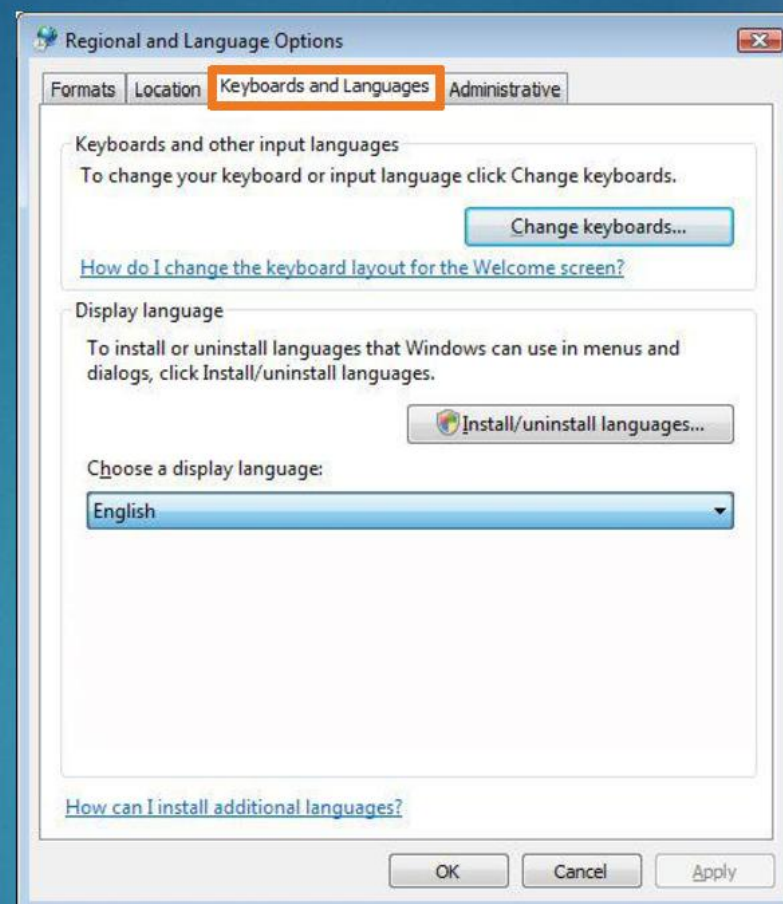 Regional and Language Options
Formats Location Keyboards and Languages Administrative
Keyboards and other input languages
To change your keyboard or input language click Change keyboards.
Change keyboards...
How do I change the keyboard layout for the Welcome screen?
Display language
To install or uninstall languages that Windows can use in menus and
dialogs, click Install/uninstall languages.
Install/uninstall languages...
Choose a display language:
English
How can I install additional languages?
OK Cancel Apply